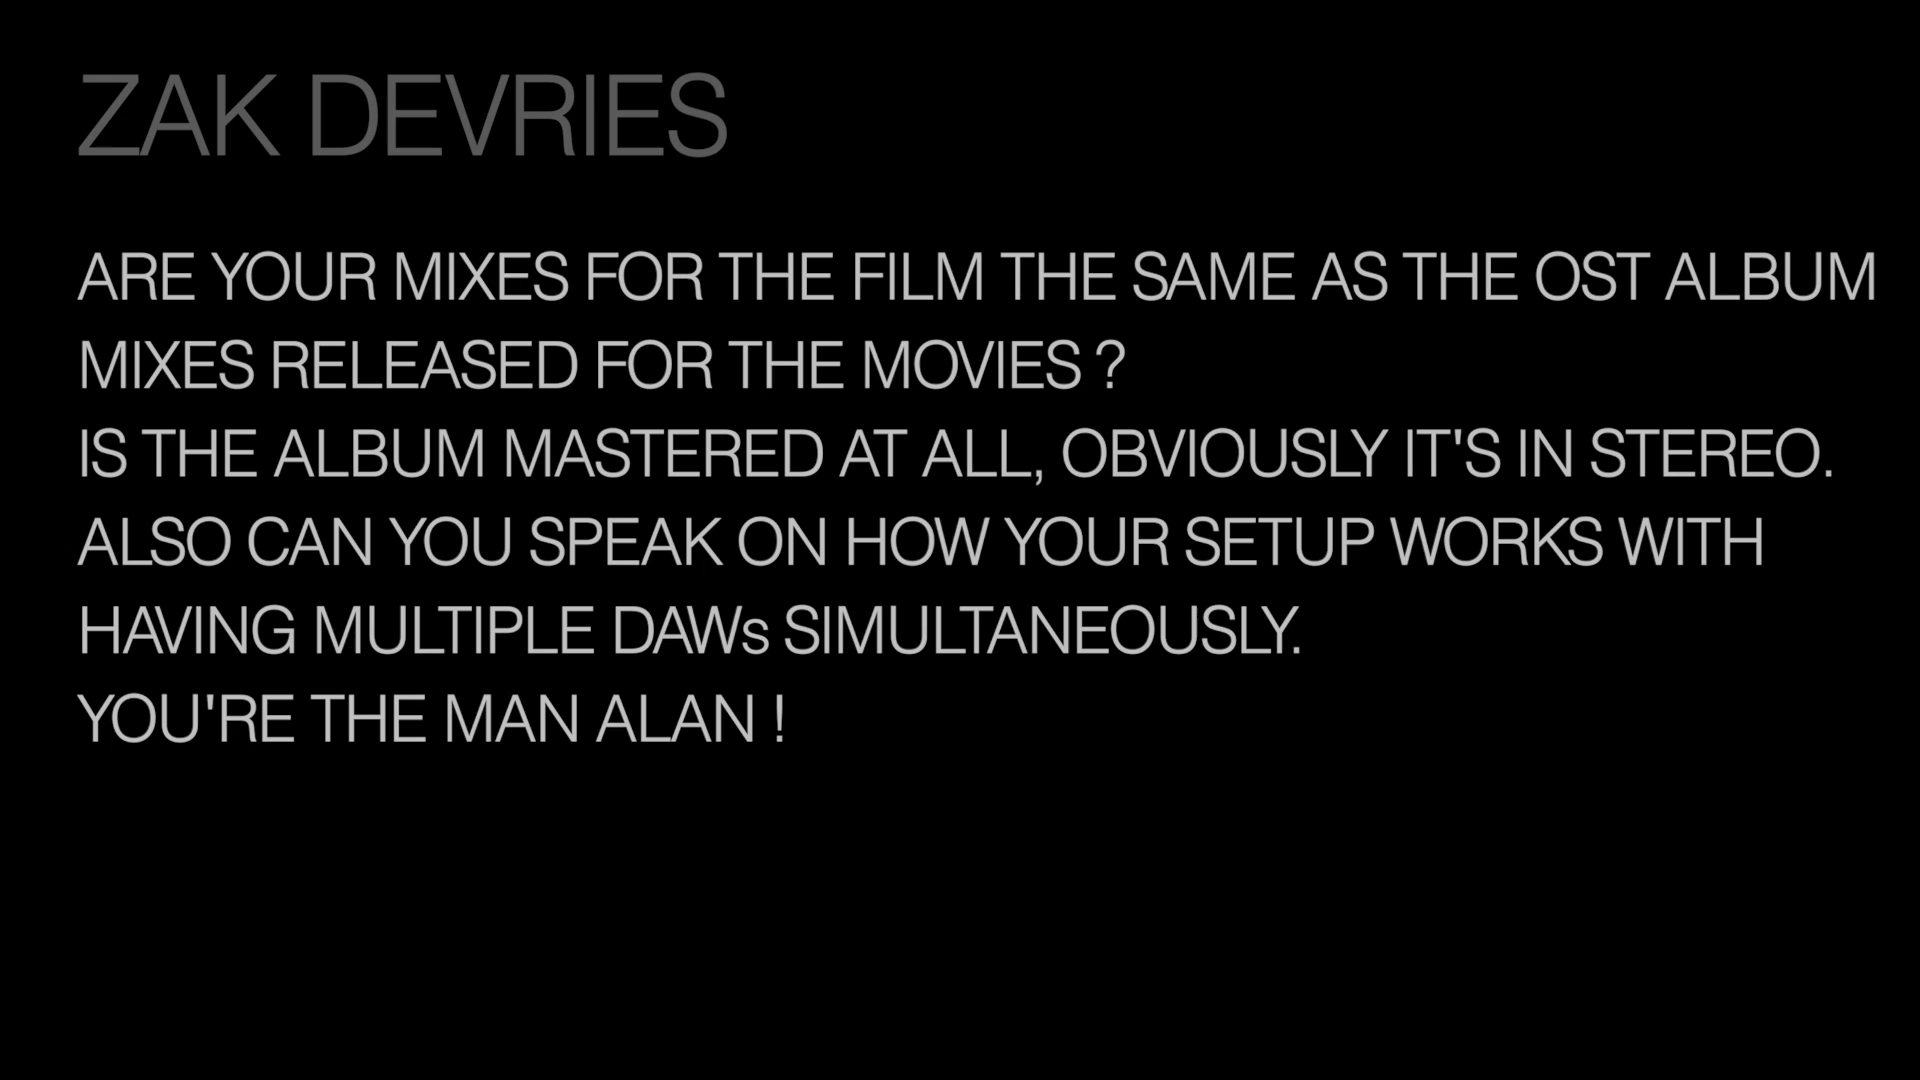 ZAK DEVRIES
ARE YOUR MIXES FOR THE FILM THE SAME AS THE OST ALBUM
MIXES RELEASED FOR THE MOVIES ?
IS THE ALBUM MASTERED AT ALL, OBVIOUSLY IT'S IN STEREO.
ALSO CAN YOU SPEAK ON HOW YOUR SETUP WORKS WITH
HAVING MULTIPLE DAWs SIMULTANEOUSLY.
YOU'RE THE MAN ALAN !